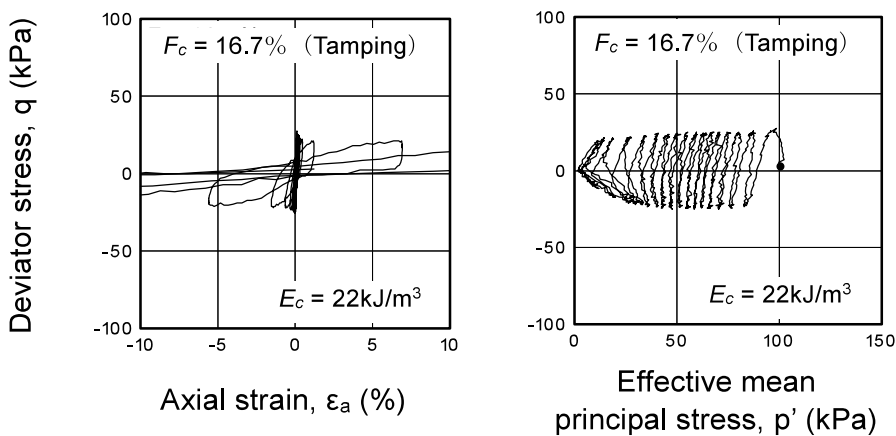 Deviator stress, q (kPa)
100
50
0
-50
-100
Fc = 16.7% (Tamping)
Ec = 22kJ/m³
-10
-5
0
5
10
Axial strain, εa (%)
100
50
0
-50
-100
Fc = 16.7% (Tamping)
Ec = 22kJ/m³
0
50
100
150
Effective mean
principal stress, p' (kPa)